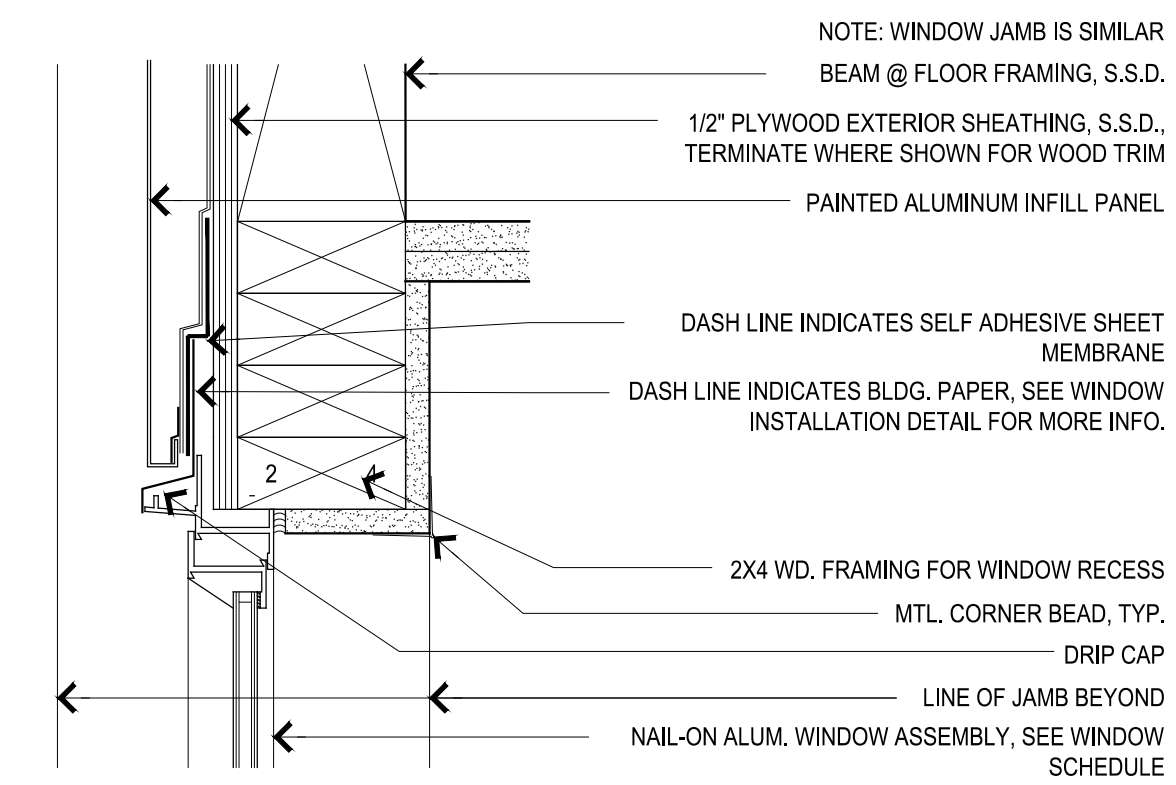 NOTE: WINDOW JAMB IS SIMILAR
BEAM @ FLOOR FRAMING, S.S.D.
1/2" PLYWOOD EXTERIOR SHEATHING, S.S.D.,
TERMINATE WHERE SHOWN FOR WOOD TRIM
PAINTED ALUMINUM INFILL PANEL
DASH LINE INDICATES SELF ADHESIVE SHEET
MEMBRANE
DASH LINE INDICATES BLDG. PAPER, SEE WINDOW
INSTALLATION DETAIL FOR MORE INFO.
2 4
2X4 WD. FRAMING FOR WINDOW RECESS
MTL. CORNER BEAD, TYP.
DRIP CAP
LINE OF JAMB BEYOND
NAIL-ON ALUM. WINDOW ASSEMBLY, SEE WINDOW
SCHEDULE